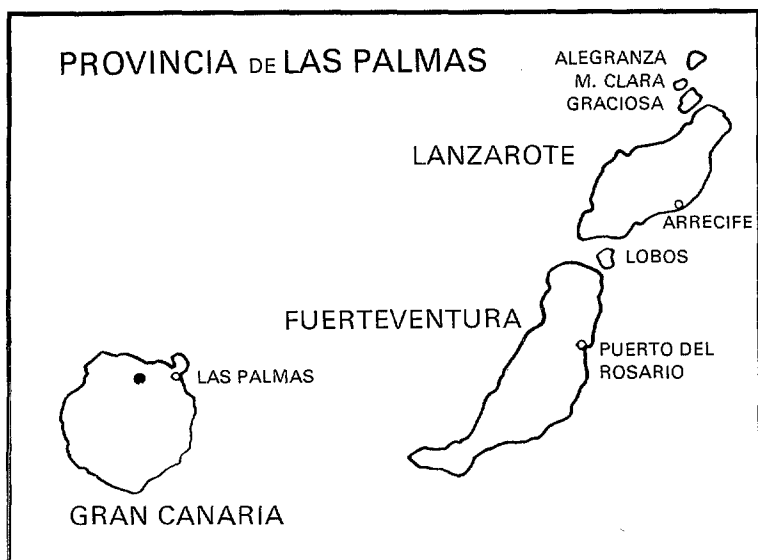 PROVINCIA DE LAS PALMAS
ALEGRANZA
M. CLARA
GRACIOSA
LANZAROTE
ARRECIFE
LOBOS
FUERTEVENTURA
PUERTO DEL
ROSARIO
LAS PALMAS
GRAN CANARIA